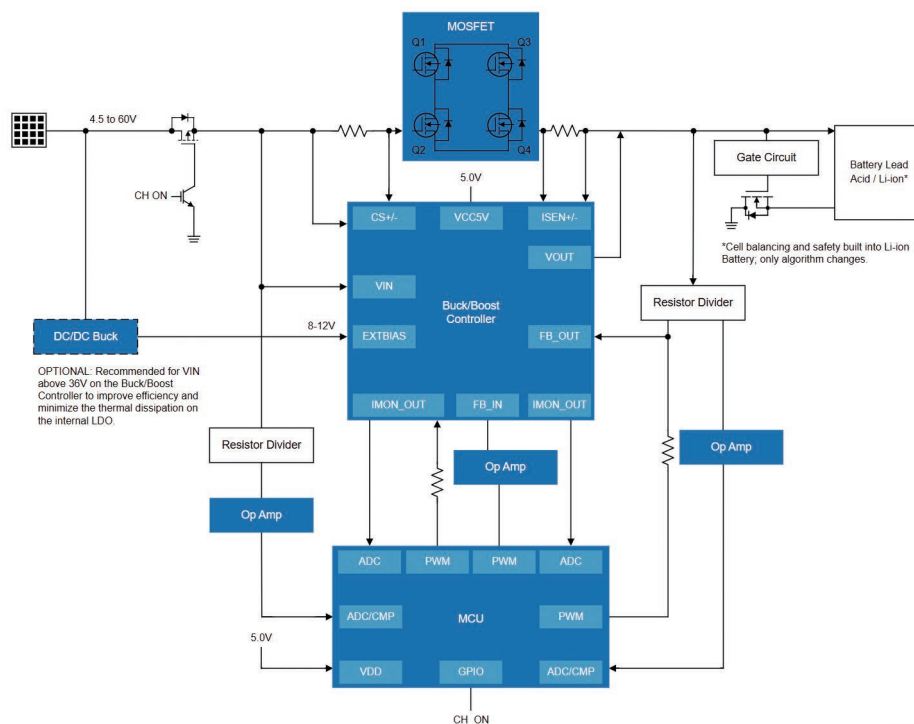 MOSFET
Q1
Q3
Q2
Q4
4.5 to 60V
CH ON
5.0V
Gate Circuit
Battery Lead
Acid / Li-ion*
*Cell balancing and safety built into Li-ion
Battery; only algorithm changes.
CS+/-
VCC5V
ISEN+/-
VOUT
VIN
Buck/Boost
Controller
Resistor Divider
DC/DC Buck
8-12V
EXTBIAS
FB_OUT
OPTIONAL: Recommended for VIN
above 36V on the Buck/Boost
Controller to improve efficiency and
minimize the thermal dissipation on
the internal LDO.
IMON_OUT
FB_IN
IMON_OUT
Resistor Divider
Op Amp
Op Amp
Op Amp
ADC
PWM
PWM
ADC
ADC/CMP
MCU
PWM
5.0V
VDD
GPIO
ADC/CMP
CH ON